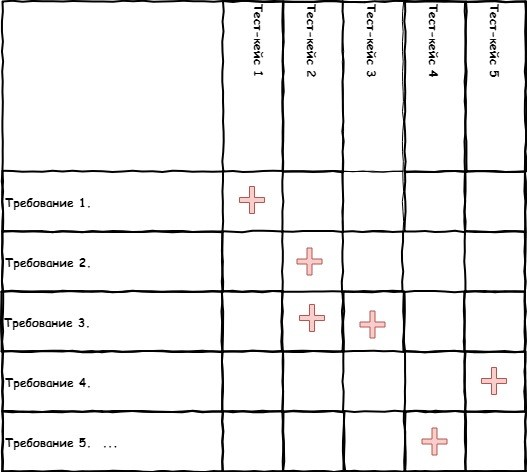 Тест-кейс 1
Тест-кейс 2
Тест-кейс 3
Тест-кейс 4
Тест-кейс 5
Требование 1.
Требование 2.
Требование 3.
Требование 4.
Требование 5. ...